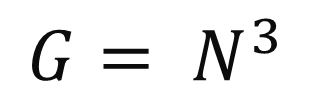 G = N³